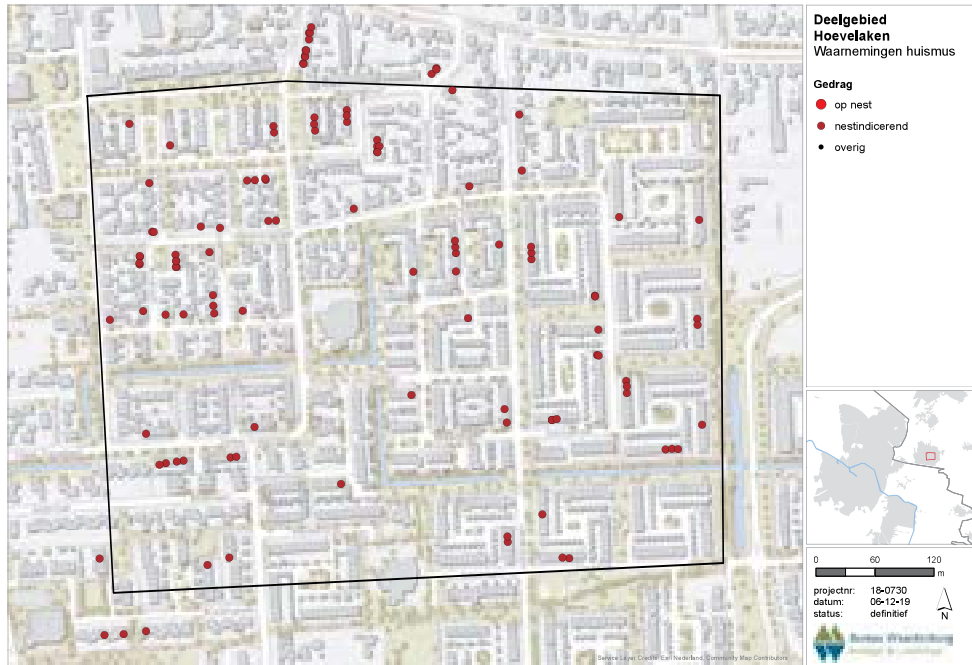 Deelgebied
Hoevelaken
Waarnemingen huismus
Gedrag
op nest
nestindicerend
overig
0 60 120
m
projectnr: 18-0730
datum: 06-12-19
status: definitief
N
Service Layer Credits: Esri Nederland, Community Map Contributors